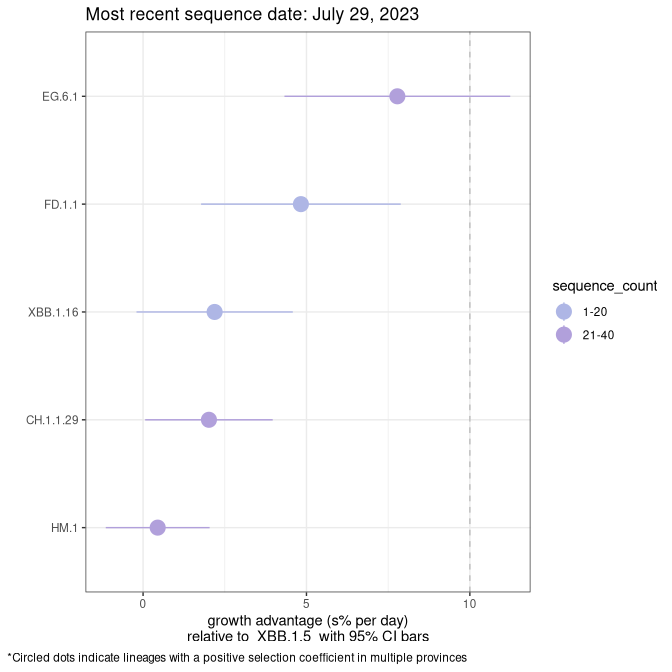 Most recent sequence date: July 29, 2023
EG.6.1
FD.1.1
XBB.1.16
CH.1.1.29
HM.1
0 5 10
growth advantage (s% per day)
relative to  XBB.1.5  with 95% CI bars
sequence_count
1-20
21-40
*Circled dots indicate lineages with a positive selection coefficient in multiple provinces